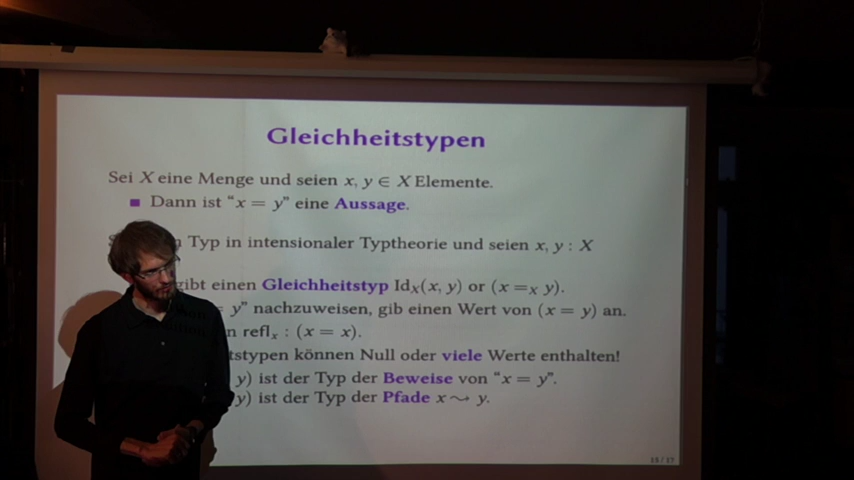 Gleichheitstypen
Sei X eine Menge und seien x, y ∈ X Elemente.
■ Dann ist “x = y” eine Aussage.
Typ in intensionaler Typtheorie und seien x, y : X
gibt einen Gleichheitstyp Id_X(x, y) or (x =_X y).
y” nachzuweisen, gib einen Wert von (x = y) an.
n refl_x : (x = x).
tstypen können Null oder viele Werte enthalten!
y) ist der Typ der Beweise von “x = y”.
y) ist der Typ der Pfade x ⤳ y.